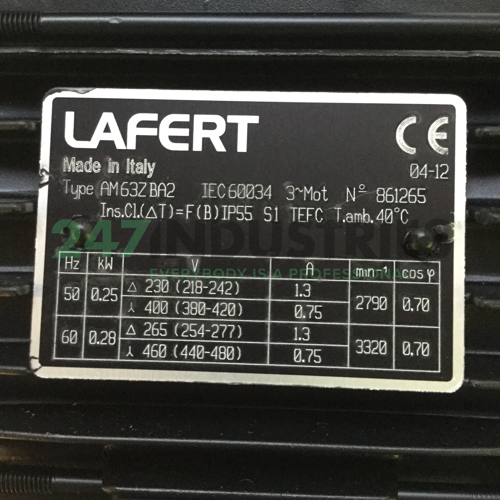 LAFERT
CE
Made in Italy
04-12
Type AM63ZBA2 IEC60034 3~Mot Nº 861265
Ins.Cl.(ΔT)=F(B)IP55 S1 TEFC T.amb.40°C
247 INDUSTRIES
EVERYBODY IS A PROFESSIONAL
Hz kW V A min-1 cos φ
50 0.25 Δ 230 (218-242) 1.3 2790 0.70
⅄ 400 (380-420) 0.75
60 0.28 Δ 265 (254-277) 1.3 3320 0.70
⅄ 460 (440-480) 0.75